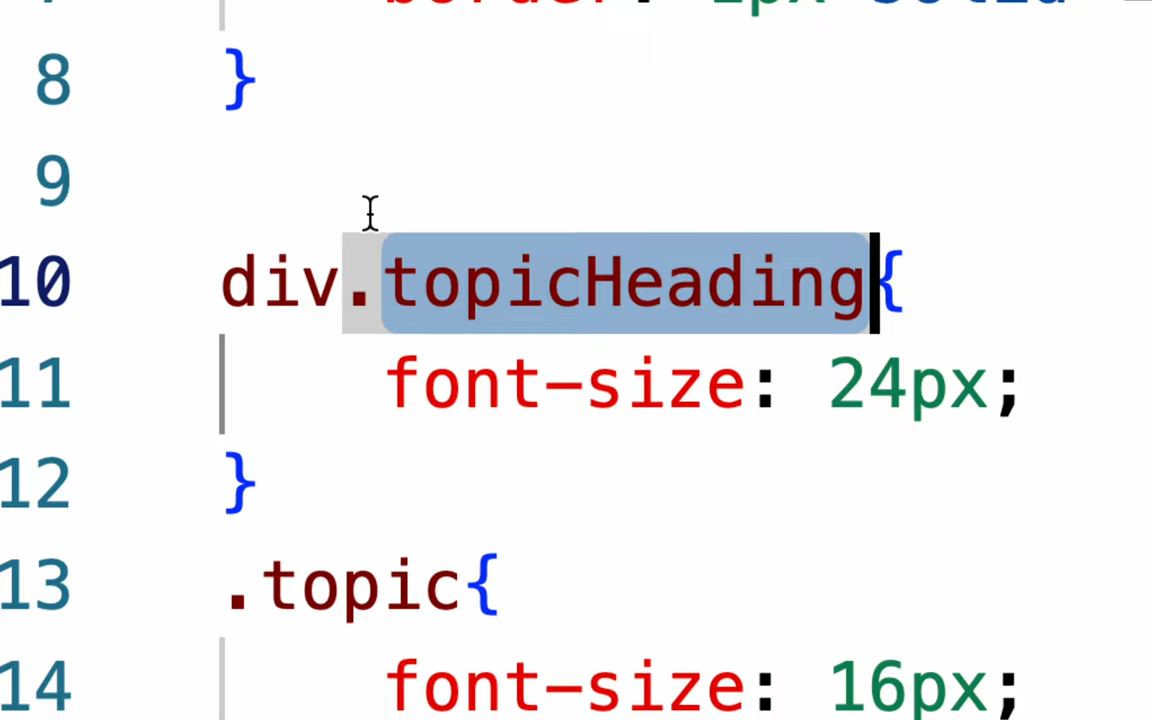 8 }
9
10 div.topicHeading{
11 font-size: 24px;
12 }
13 .topic{
14 font-size: 16px;